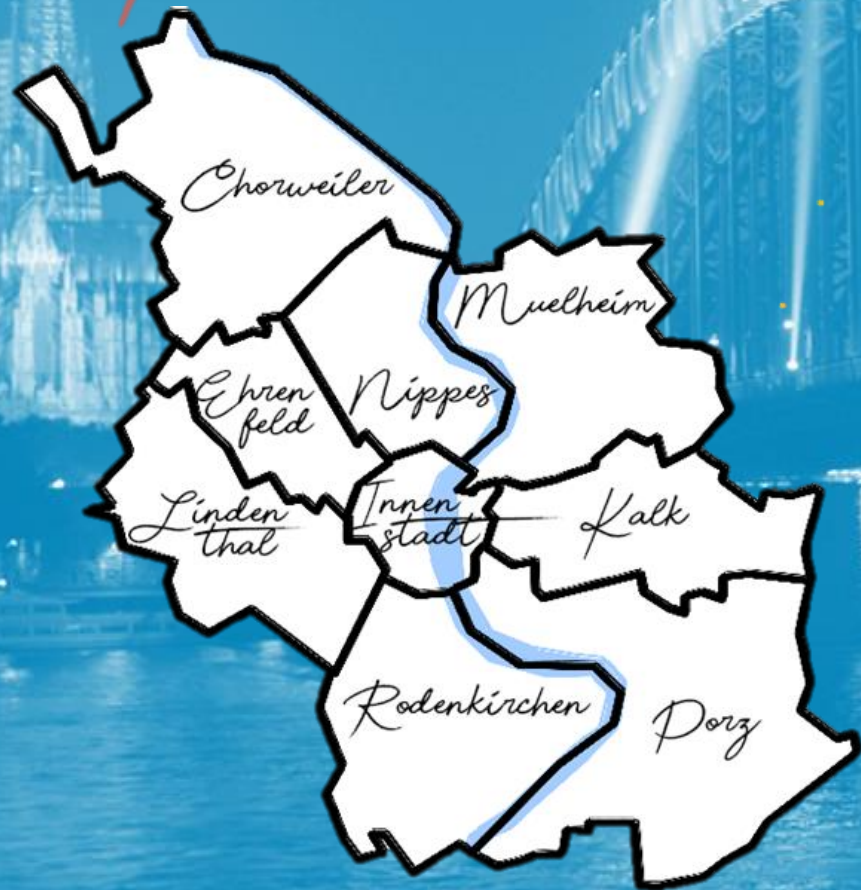 Chorweiler
Muelheim
Ehren
feld
Nippes
Linden
thal
Innen
stadt
Kalk
Rodenkirchen
Porz